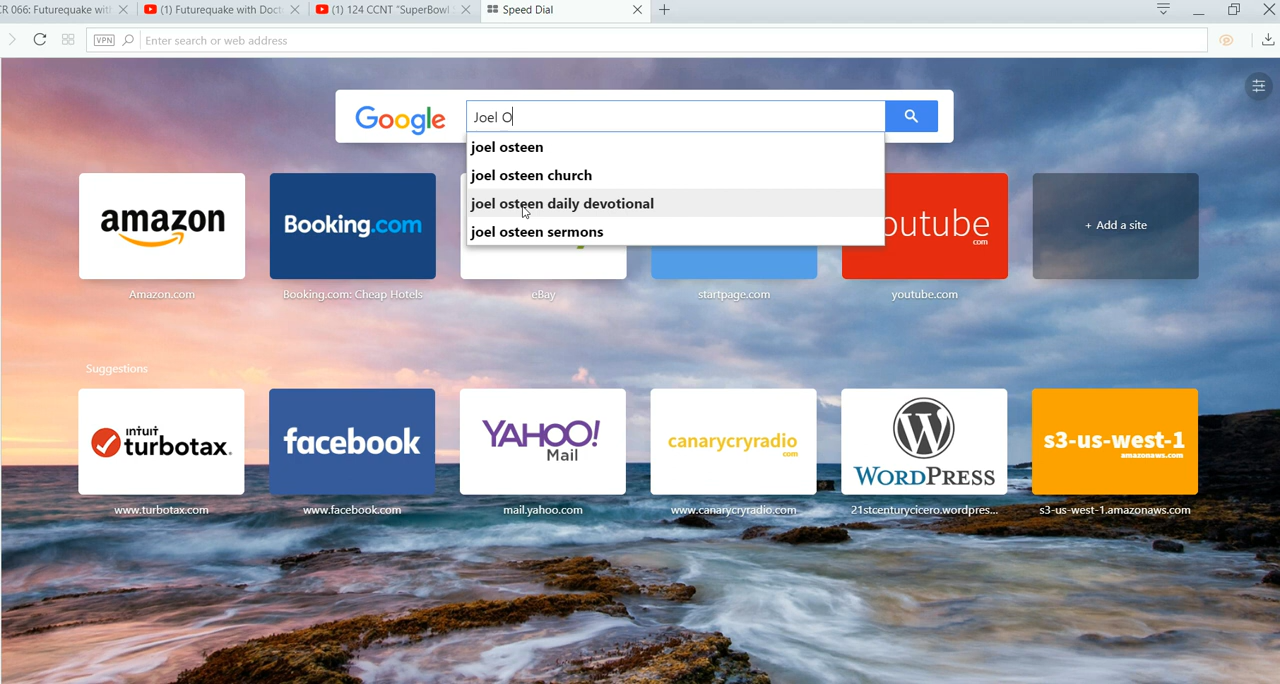 CR 066: Futurequake with
(1) Futurequake with Doct
(1) 124 CCNT "SuperBowl
Speed Dial
VPN
Enter search or web address
Google
Joel O
joel osteen
joel osteen church
joel osteen daily devotional
joel osteen sermons
amazon
Booking.com
outube
com
+ Add a site
Amazon.com
Booking.com: Cheap Hotels
eBay
startpage.com
youtube.com
Suggestions
intuit
turbotax.
facebook
YAHOO!
Mail
canarycryradio
com
WORDPRESS
s3-us-west-1
amazonaws.com
www.turbotax.com
www.facebook.com
mail.yahoo.com
www.canarycryradio.com
21stcenturycicero.wordpres...
s3-us-west-1.amazonaws.com